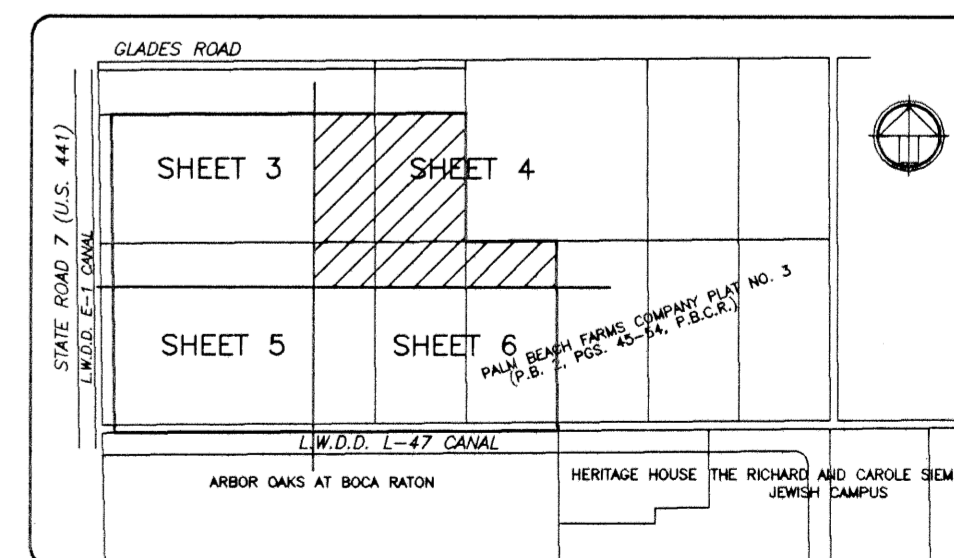 GLADES ROAD
STATE ROAD 7 (U.S. 441)
L.W.D.D. E-1 CANAL
SHEET 3
SHEET 4
SHEET 5
SHEET 6
PALM BEACH FARMS COMPANY PLAT NO. 3
(P.B. 2, PGS. 45-54, P.B.C.R.)
L.W.D.D. L-47 CANAL
ARBOR OAKS AT BOCA RATON
HERITAGE HOUSE
THE RICHARD AND CAROLE SIEM
JEWISH CAMPUS